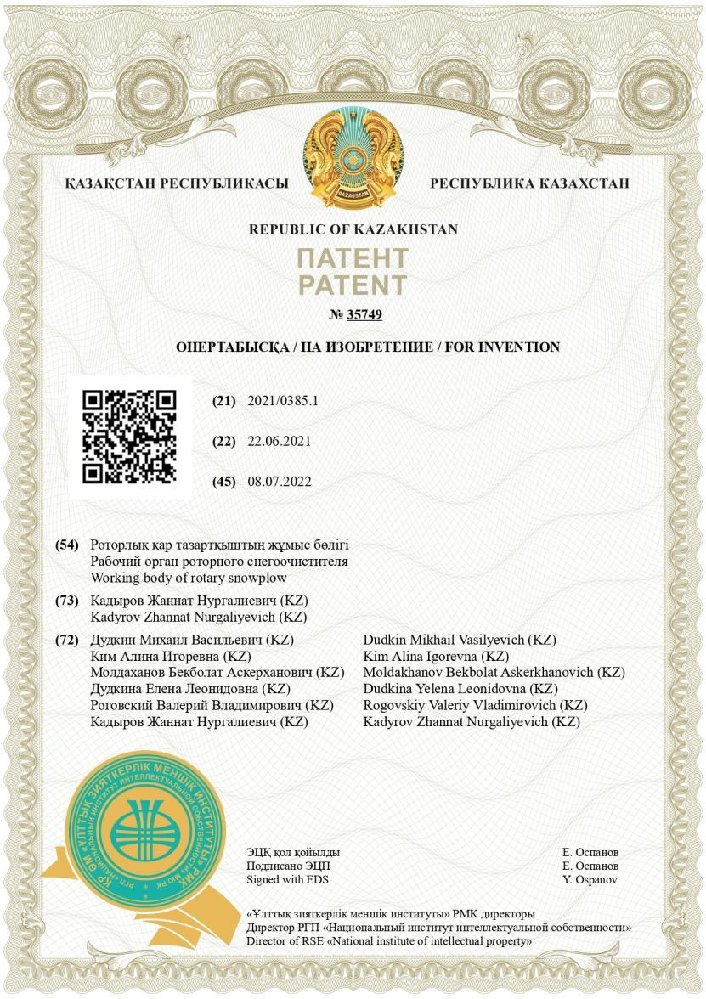 ҚАЗАҚСТАН РЕСПУБЛИКАСЫ
РЕСПУБЛИКА КАЗАХСТАН
QAZAQSTAN
REPUBLIC OF KAZAKHSTAN
ПАТЕНТ
PATENT
№ 35749
ӨНЕРТАБЫСҚА / НА ИЗОБРЕТЕНИЕ / FOR INVENTION
(21) 2021/0385.1
(22) 22.06.2021
(45) 08.07.2022
(54) Роторлық қар тазартқыштың жұмыс бөлігі
Рабочий орган роторного снегоочистителя
Working body of rotary snowplow
(73) Кадыров Жаннат Нургалиевич (KZ)
Kadyrov Zhannat Nurgaliyevich (KZ)
(72) Дудкин Михаил Васильевич (KZ) Dudkin Mikhail Vasilyevich (KZ)
Ким Алина Игоревна (KZ) Kim Alina Igorevna (KZ)
Молдаханов Бекболат Аскерханович (KZ) Moldakhanov Bekbolat Askerkhanovich (KZ)
Дудкина Елена Леонидовна (KZ) Dudkina Yelena Leonidovna (KZ)
Роговский Валерий Владимирович (KZ) Rogovskiy Valeriy Vladimirovich (KZ)
Кадыров Жаннат Нургалиевич (KZ) Kadyrov Zhannat Nurgaliyevich (KZ)
ҚР ӘМ «ҰЛТТЫҚ ЗИЯТКЕРЛІК МЕНШІК ИНСТИТУТЫ» РМК
РГП «НАЦИОНАЛЬНЫЙ ИНСТИТУТ ИНТЕЛЛЕКТУАЛЬНОЙ СОБСТВЕННОСТИ» МЮ РК
ЭЦҚ қол қойылды Е. Оспанов
Подписано ЭЦП Е. Оспанов
Signed with EDS Y. Ospanov
«Ұлттық зияткерлік меншік институты» РМК директоры
Директор РГП «Национальный институт интеллектуальной собственности»
Director of RSE «National institute of intellectual property»